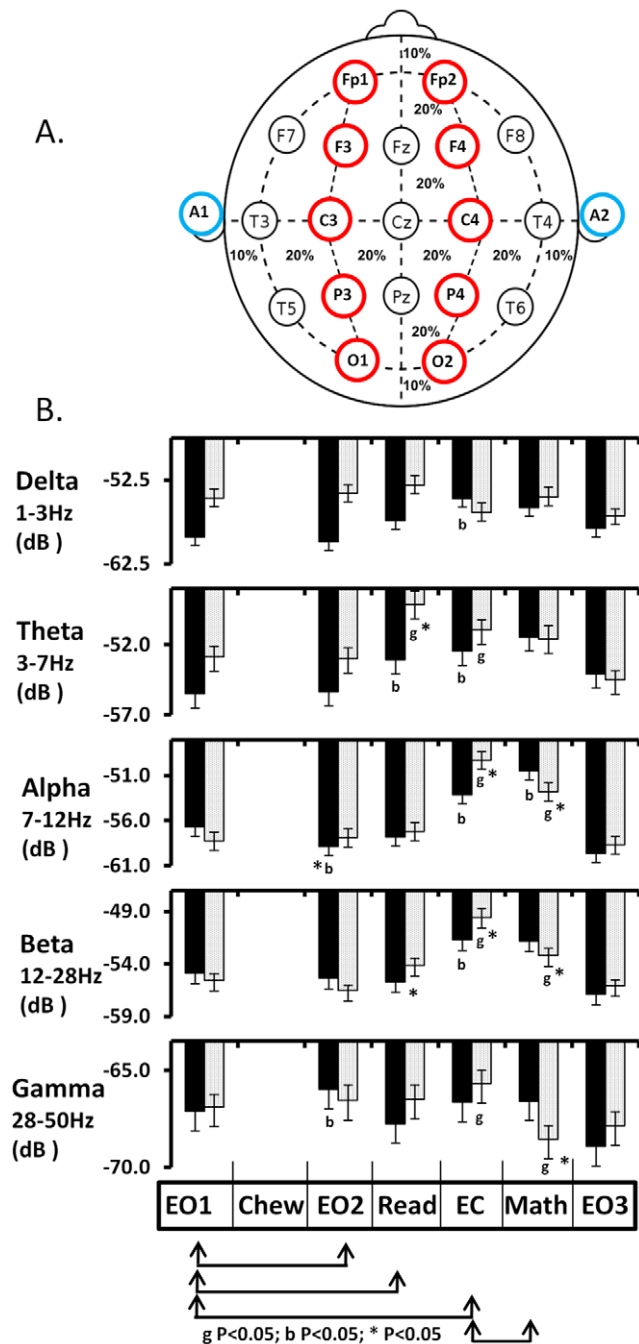 A.
10%
Fp1 Fp2
20%
F7 F3 Fz F4 F8
20%
A1 T3 C3 Cz C4 T4 A2
10% 20% 20% 20% 20% 10%
T5 P3 Pz P4 T6
20%
O1 O2
10%
B.
Delta
1-3Hz
(dB )
-52.5
-62.5
b
Theta
3-7Hz
(dB )
-52.0
-57.0
g *
b b g
Alpha
7-12Hz
(dB )
-51.0
-56.0
-61.0
g *
b b g *
*b
Beta
12-28Hz
(dB )
-49.0
-54.0
-59.0
g *
b g *
*
Gamma
28-50Hz
(dB )
-65.0
-70.0
b g
g *
EO1 Chew EO2 Read EC Math EO3
g P<0.05; b P<0.05; * P<0.05